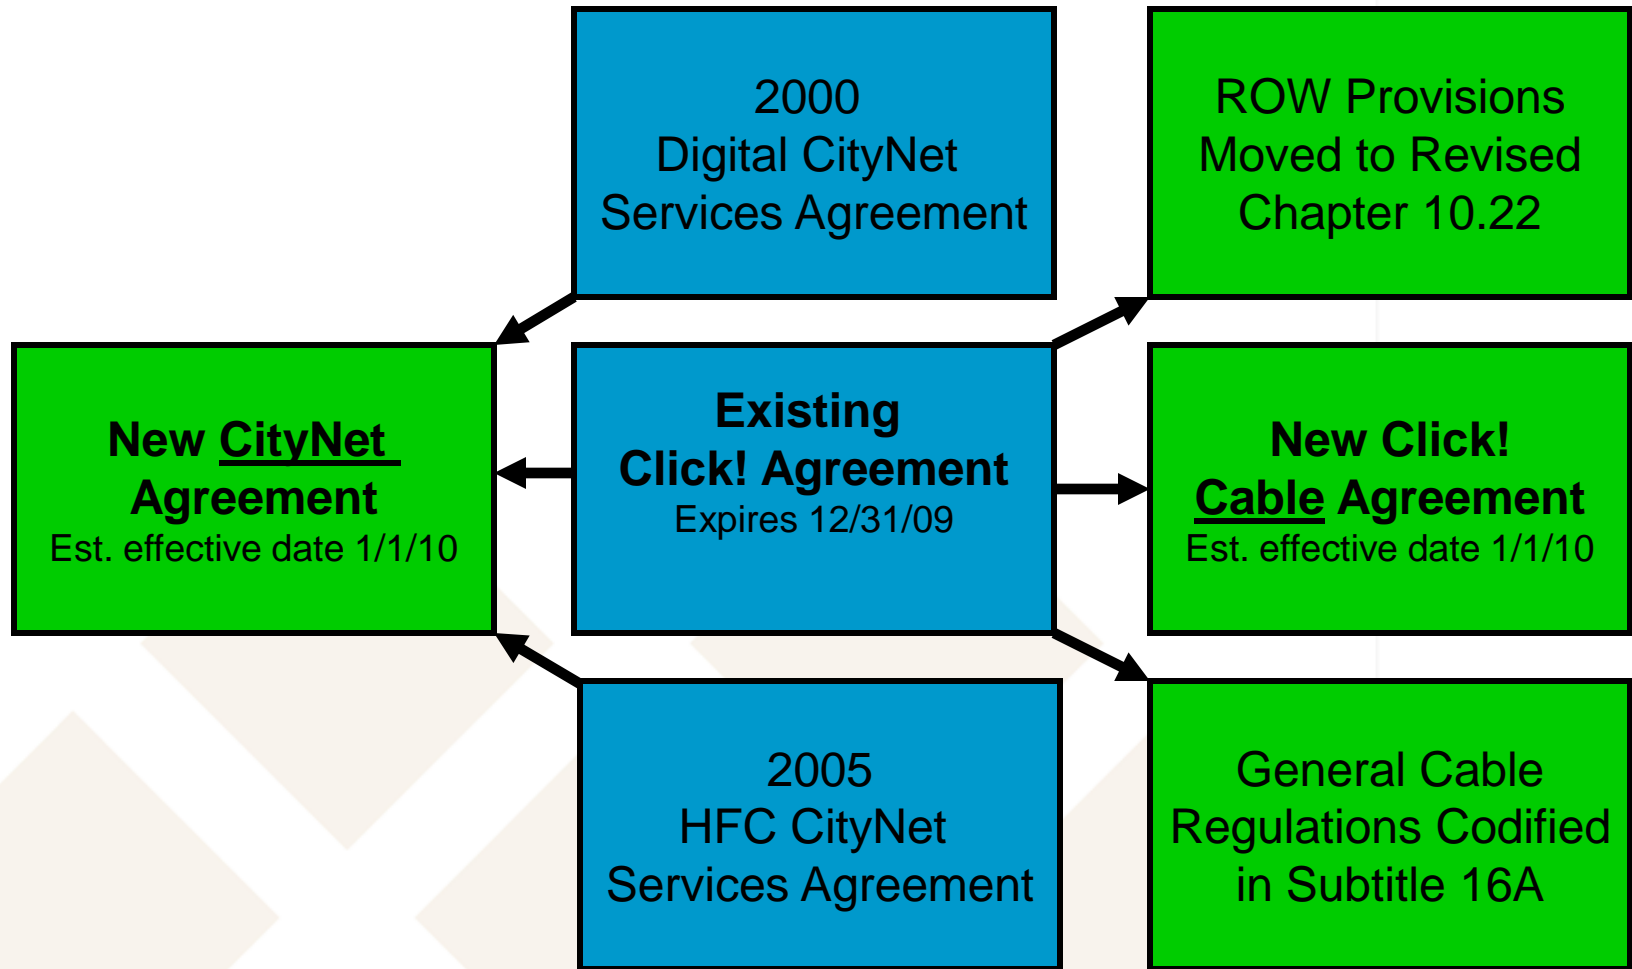 2000
Digital CityNet
Services Agreement
ROW Provisions
Moved to Revised
Chapter 10.22
New CityNet
Agreement
Est. effective date 1/1/10
Existing
Click! Agreement
Expires 12/31/09
New Click!
Cable Agreement
Est. effective date 1/1/10
2005
HFC CityNet
Services Agreement
General Cable
Regulations Codified
in Subtitle 16A